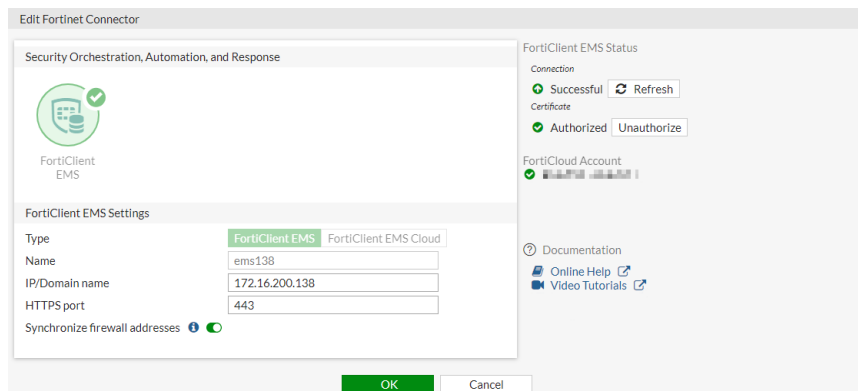 Edit Fortinet Connector
Security Orchestration, Automation, and Response
FortiClient
EMS
FortiClient EMS Settings
Type FortiClient EMS FortiClient EMS Cloud
Name ems138
IP/Domain name 172.16.200.138
HTTPS port 443
Synchronize firewall addresses
FortiClient EMS Status
Connection
Successful Refresh
Certificate
Authorized Unauthorize
FortiCloud Account
Documentation
Online Help
Video Tutorials
OK Cancel